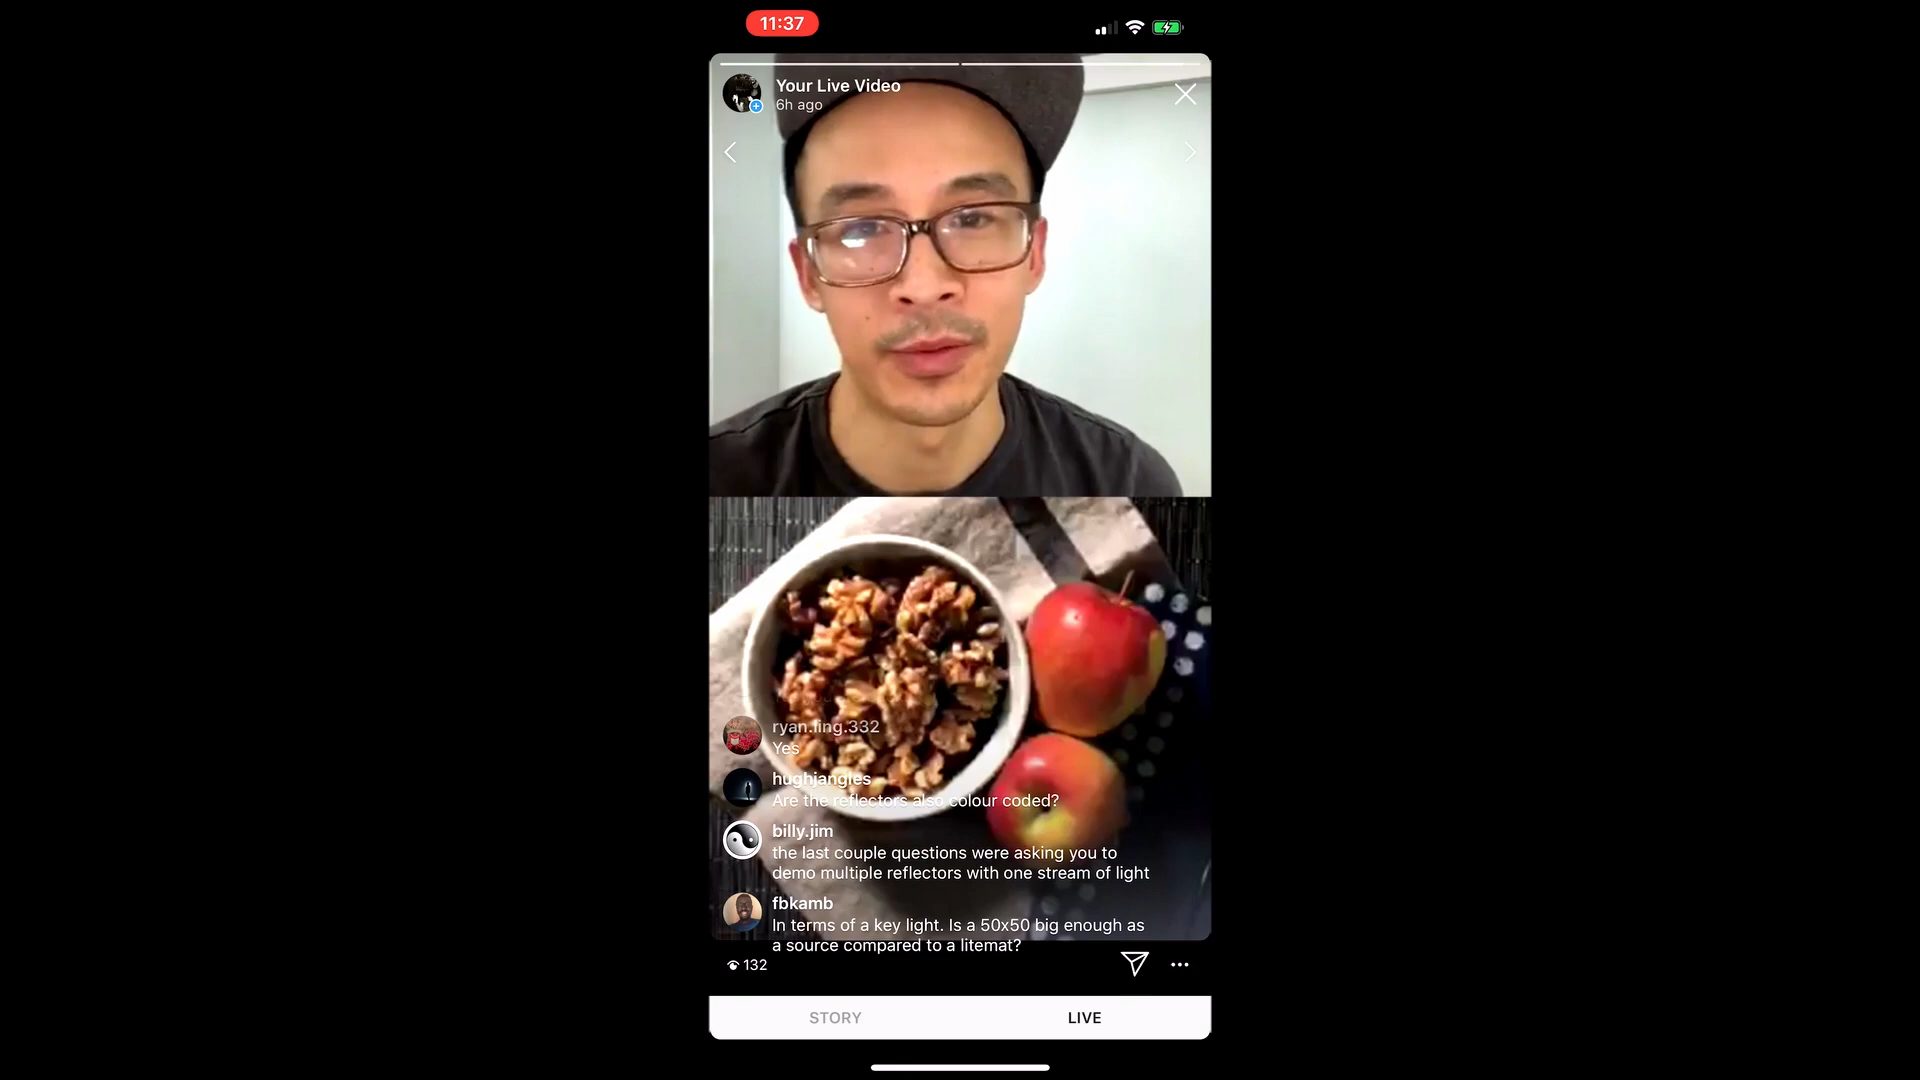 11:37
Your Live Video
6h ago
ryan.ling.332
Yes
hughjangles
Are the reflectors also colour coded?
billy.jim
the last couple questions were asking you to
demo multiple reflectors with one stream of light
fbkamb
In terms of a key light. Is a 50x50 big enough as
a source compared to a litemat?
132
STORY
LIVE